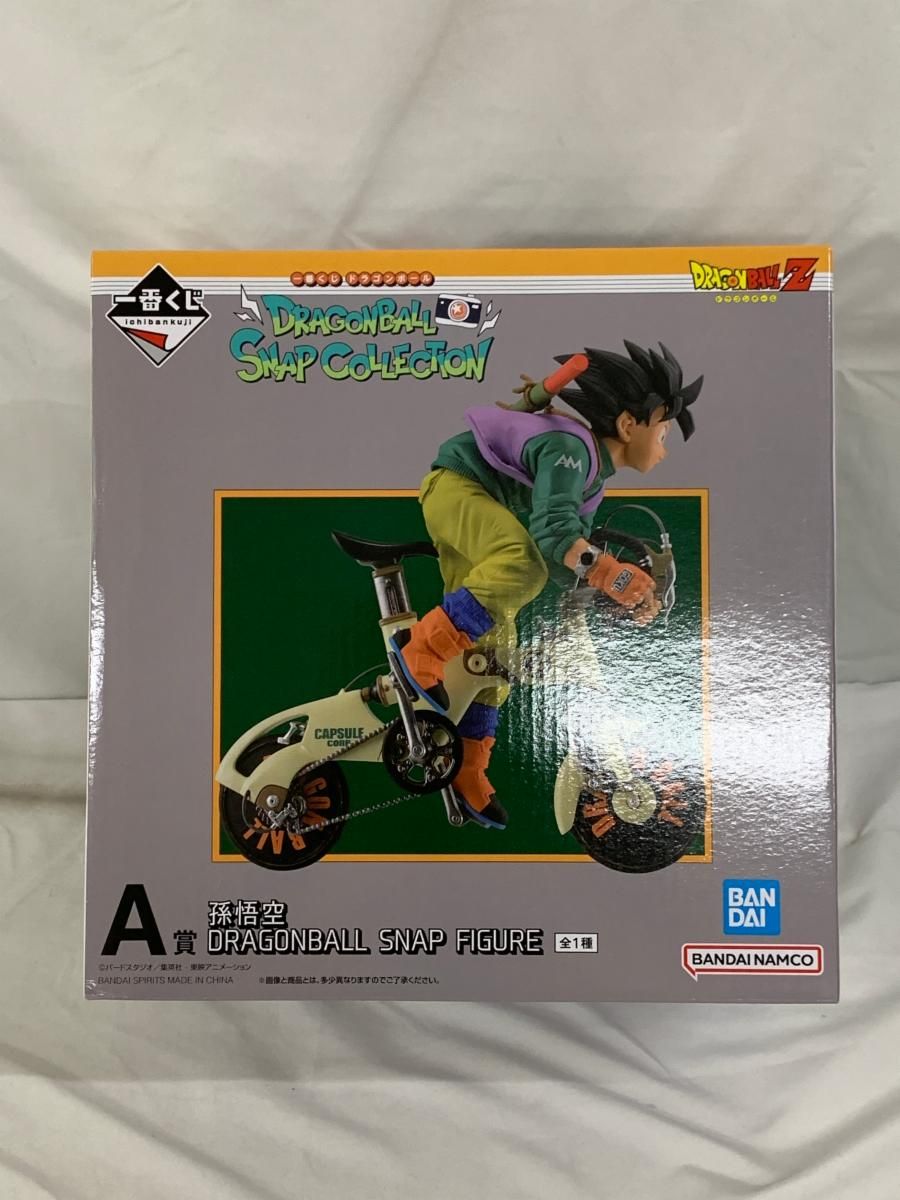 一番くじ
ichibankuji
一番くじ ドラゴンボール
DRAGONBALL
SNAP COLLECTION
DRAGONBALL Z
ドラゴンボール
AM
CAPSULE
CORP.
BALL
A賞
孫悟空
DRAGONBALL SNAP FIGURE 全1種
BAN
DAI
BANDAI NAMCO
©バードスタジオ／集英社・東映アニメーション
BANDAI SPIRITS MADE IN CHINA ※画像と商品とは、多少異なりますのでご了承ください。